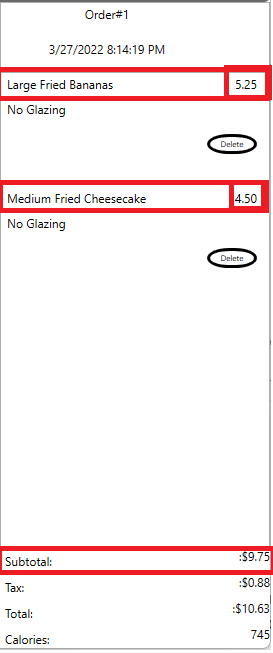 Order#1
3/27/2022 8:14:19 PM
Large Fried Bananas 5.25
No Glazing
Delete
Medium Fried Cheesecake 4.50
No Glazing
Delete
Subtotal: :$9.75
Tax: :$0.88
Total: :$10.63
Calories: 745